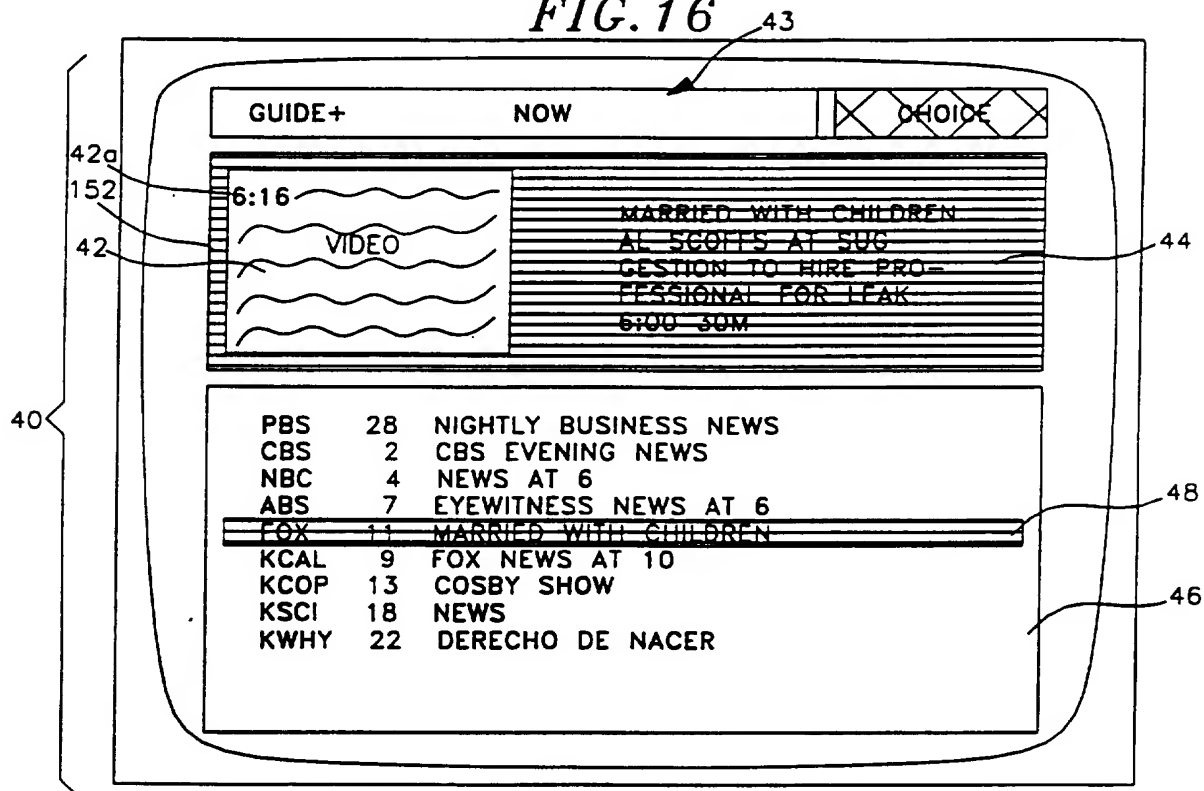 FIG. 16
43
GUIDE+ NOW CHOICE
42a
152
42
6:16
VIDEO
MARRIED WITH CHILDREN
AL SCOFFS AT SUG
GESTION TO HIRE PRO-
FESSIONAL FOR LEAK
6:00 30M
44
40
PBS 28 NIGHTLY BUSINESS NEWS
CBS 2 CBS EVENING NEWS
NBC 4 NEWS AT 6
ABS 7 EYEWITNESS NEWS AT 6
FOX 11 MARRIED WITH CHILDREN
KCAL 9 FOX NEWS AT 10
KCOP 13 COSBY SHOW
KSCI 18 NEWS
KWHY 22 DERECHO DE NACER
48
46